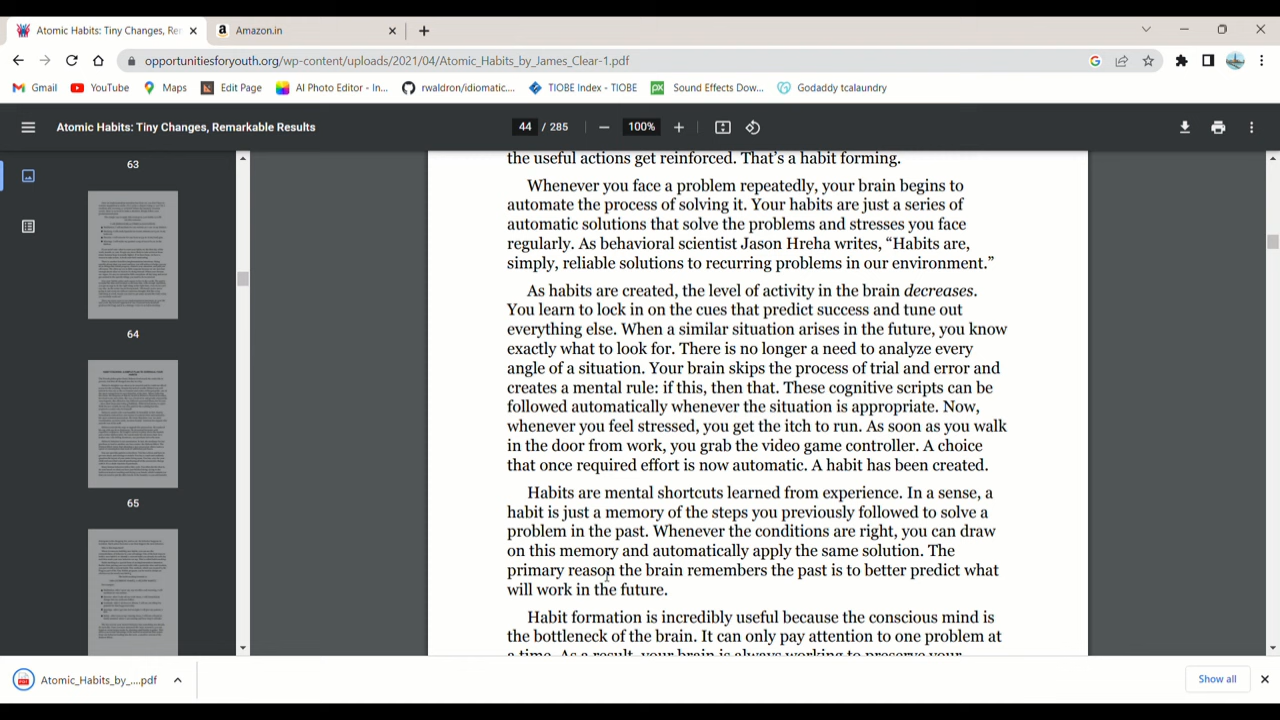 Atomic Habits: Tiny Changes, Re
Amazon.in
opportunitiesforyouth.org/wp-content/uploads/2021/04/Atomic_Habits_by_James_Clear-1.pdf
Gmail
YouTube
Maps
Edit Page
AI Photo Editor - In...
rwaldron/idiomatic....
TIOBE Index - TIOBE
Sound Effects Dow...
Godaddy tcalaundry
Atomic Habits: Tiny Changes, Remarkable Results
44 / 285
100%
63
64
65
the useful actions get reinforced. That’s a habit forming.
Whenever you face a problem repeatedly, your brain begins to
automate the process of solving it. Your habits are just a series of
automatic solutions that solve the problems and stresses you face
regularly. As behavioral scientist Jason Hreha writes, “Habits are,
simply, reliable solutions to recurring problems in our environment.”
As habits are created, the level of activity in the brain decreases.
You learn to lock in on the cues that predict success and tune out
everything else. When a similar situation arises in the future, you know
exactly what to look for. There is no longer a need to analyze every
angle of a situation. Your brain skips the process of trial and error and
creates a mental rule: if this, then that. These cognitive scripts can be
followed automatically whenever the situation is appropriate. Now,
whenever you feel stressed, you get the itch to run. As soon as you walk
in the door from work, you grab the video game controller. A choice
that once required effort is now automatic. A habit has been created.
Habits are mental shortcuts learned from experience. In a sense, a
habit is just a memory of the steps you previously followed to solve a
problem in the past. Whenever the conditions are right, you can draw
on this memory and automatically apply the same solution. The
primary reason the brain remembers the past is to better predict what
will work in the future.
Habit formation is incredibly useful because the conscious mind is
the bottleneck of the brain. It can only pay attention to one problem at
a time. As a result, your brain is always working to preserve your
Atomic_Habits_by_....pdf
Show all